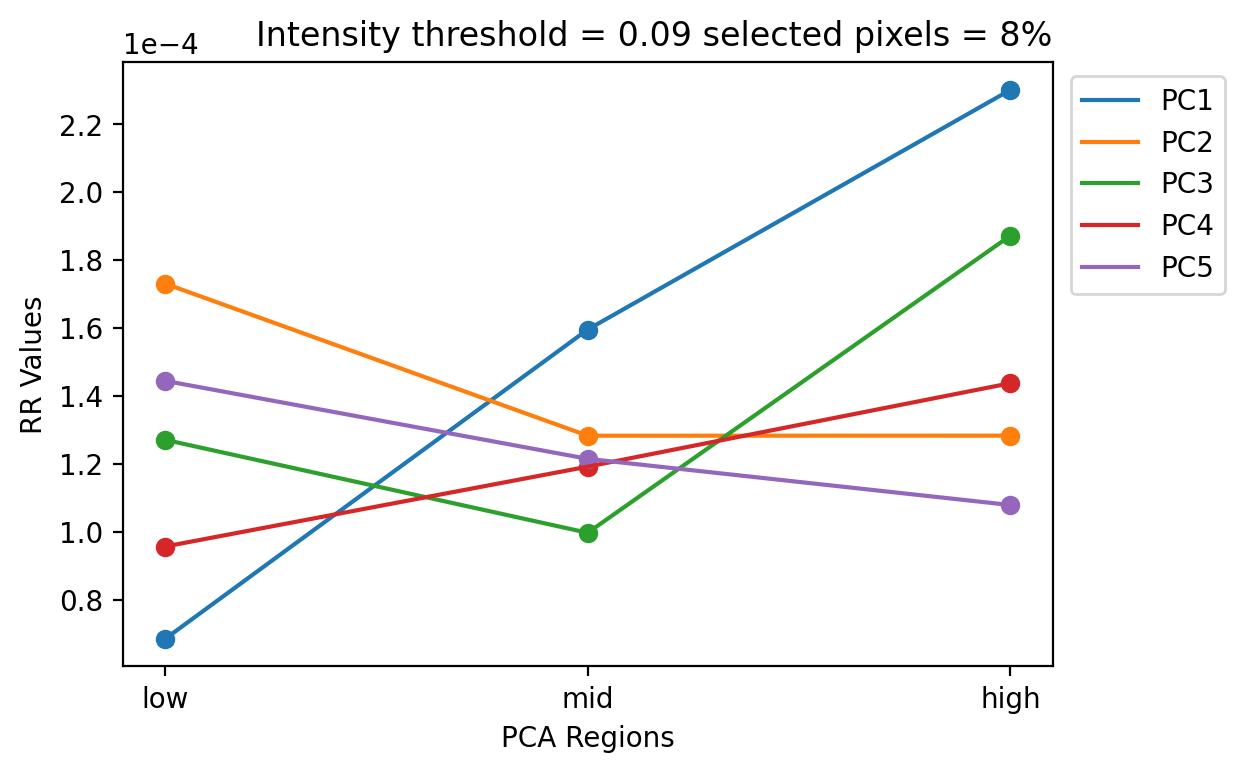 Intensity threshold = 0.09 selected pixels = 8%
1e−4
2.2
2.0
1.8
1.6
1.4
1.2
1.0
0.8
RR Values
low
mid
high
PCA Regions
PC1
PC2
PC3
PC4
PC5